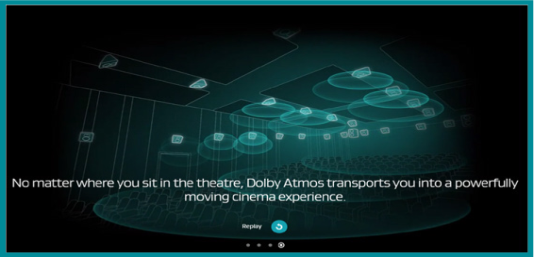 No matter where you sit in the theatre, Dolby Atmos transports you into a powerfully
moving cinema experience.
Replay